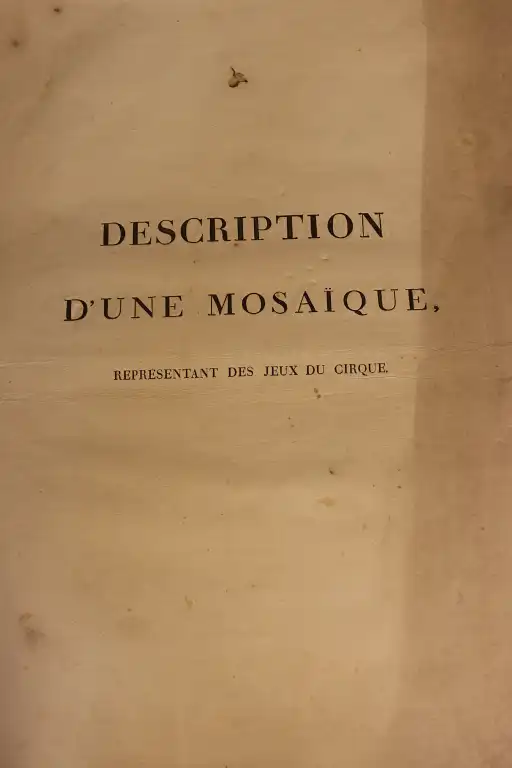 DESCRIPTION
D'UNE MOSAÏQUE,
REPRÉSENTANT DES JEUX DU CIRQUE.